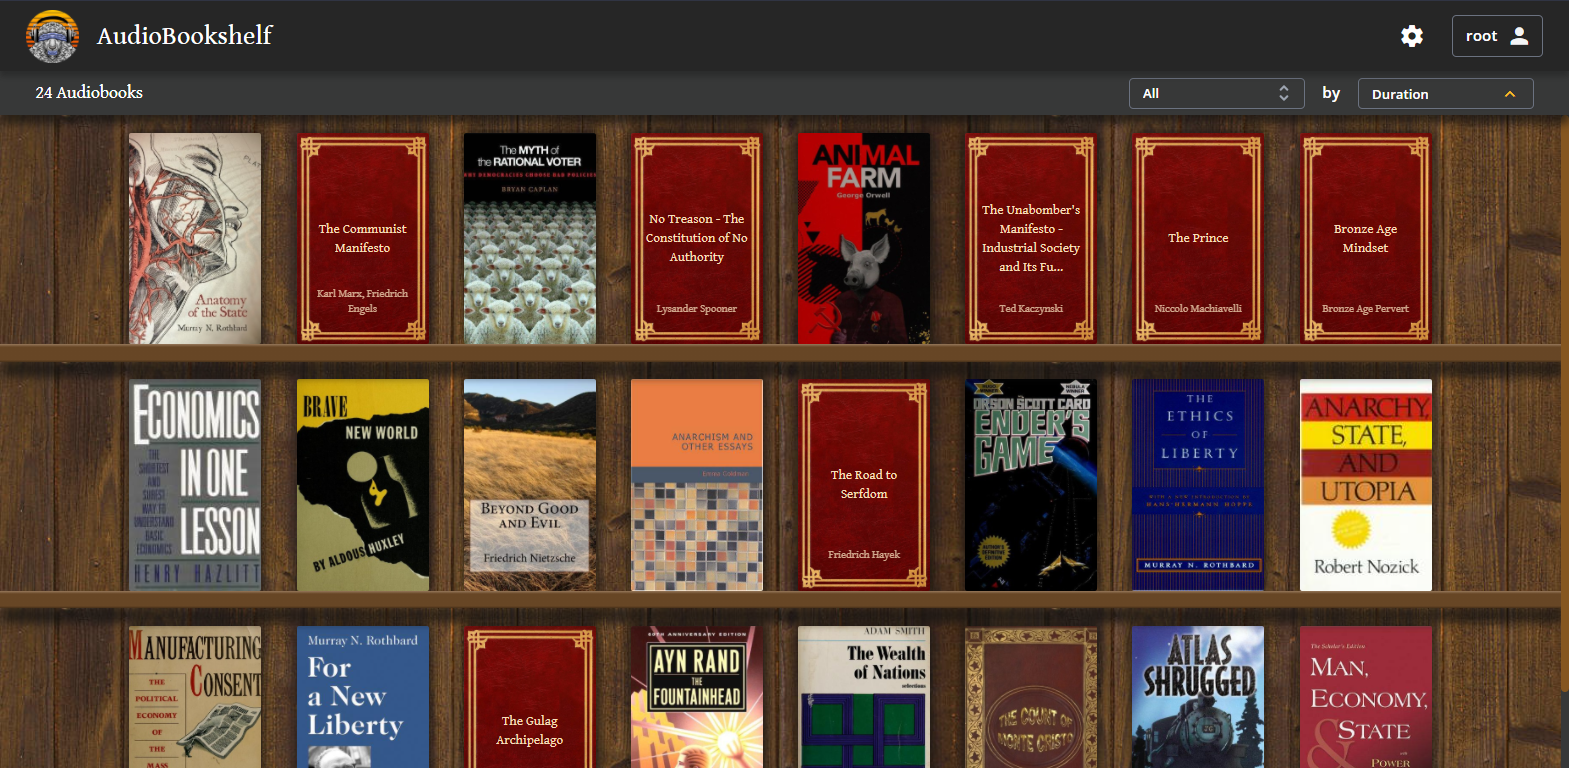 AudioBookshelf
root
24 Audiobooks
All
by
Duration
PLAT
Anatomy
of the State
Murray N. Rothbard
The Communist
Manifesto
Karl Marx, Friedrich
Engels
The MYTH of
the RATIONAL VOTER
WHY DEMOCRACIES CHOOSE BAD POLICIES
BRYAN CAPLAN
No Treason - The
Constitution of No
Authority
Lysander Spooner
ANIMAL
FARM
George Orwell
The Unabomber's
Manifesto -
Industrial Society
and Its Fu...
Ted Kaczynski
The Prince
Niccolo Machiavelli
Bronze Age
Mindset
Bronze Age Pervert
ECONOMICS
IN ONE
LESSON
THE
SHORTEST
AND
SUREST
WAY TO
UNDERSTAND
BASIC
ECONOMICS
HENRY HAZLITT
BRAVE
NEW WORLD
BY ALDOUS HUXLEY
BEYOND GOOD
AND EVIL
Friedrich Nietzsche
ANARCHISM AND
OTHER ESSAYS
Emma Goldman
The Road to
Serfdom
Friedrich Hayek
ORSON SCOTT CARD
ENDER'S
GAME
AUTHOR'S
DEFINITIVE
EDITION
THE
ETHICS
OF
LIBERTY
WITH A NEW INTRODUCTION BY
HANS-HERMANN HOPPE
MURRAY N. ROTHBARD
ANARCHY,
STATE,
AND
UTOPIA
Robert Nozick
MANUFACTURING
CONSENT
THE
POLITICAL
ECONOMY
OF
THE
MASS
Murray N. Rothbard
For
a New
Liberty
The Gulag
Archipelago
60TH ANNIVERSARY EDITION
AYN RAND
THE
FOUNTAINHEAD
ADAM SMITH
The Wealth
of Nations
selections
THE COUNT OF
MONTE CRISTO
ATLAS
SHRUGGED
The Scholar's Edition
MAN,
ECONOMY,
& STATE
with
POWER